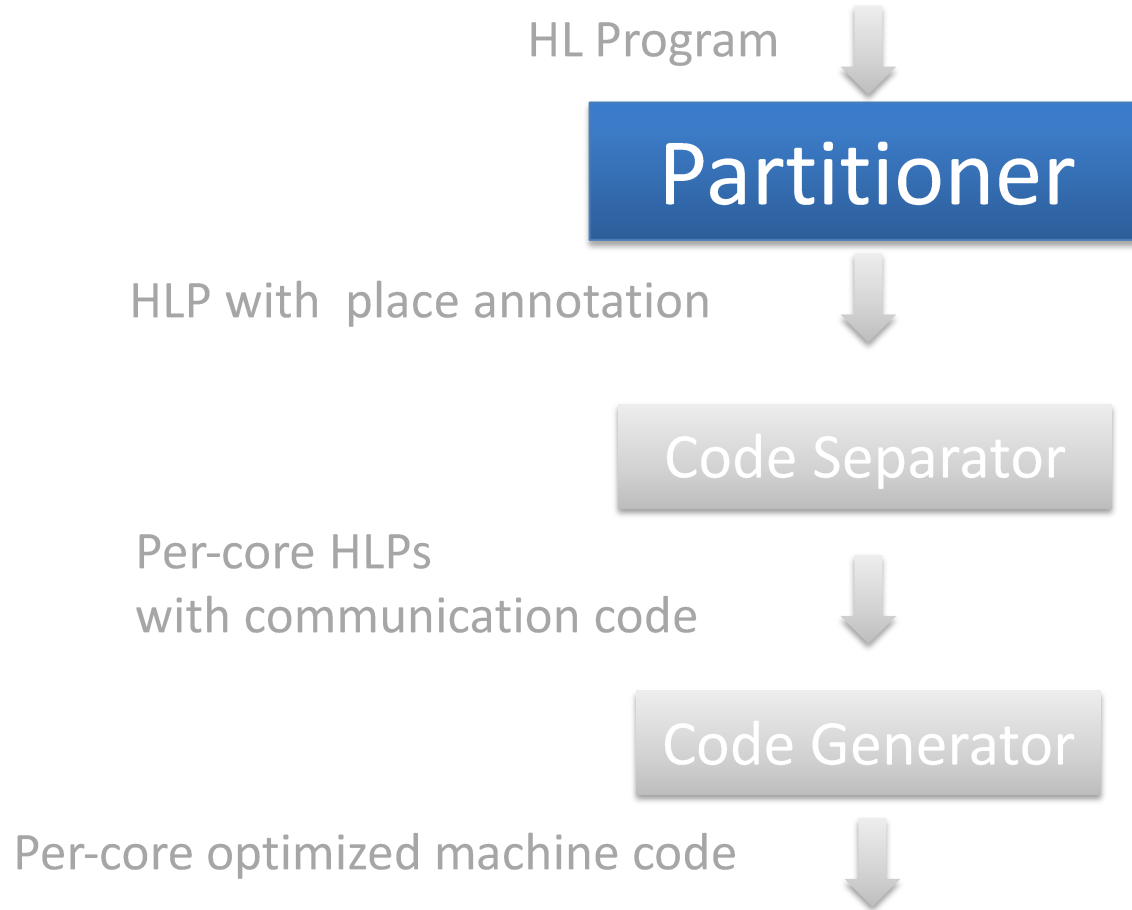 HL Program
Partitioner
HLP with  place annotation
Code Separator
Per-core HLPs
with communication code
Code Generator
Per-core optimized machine code